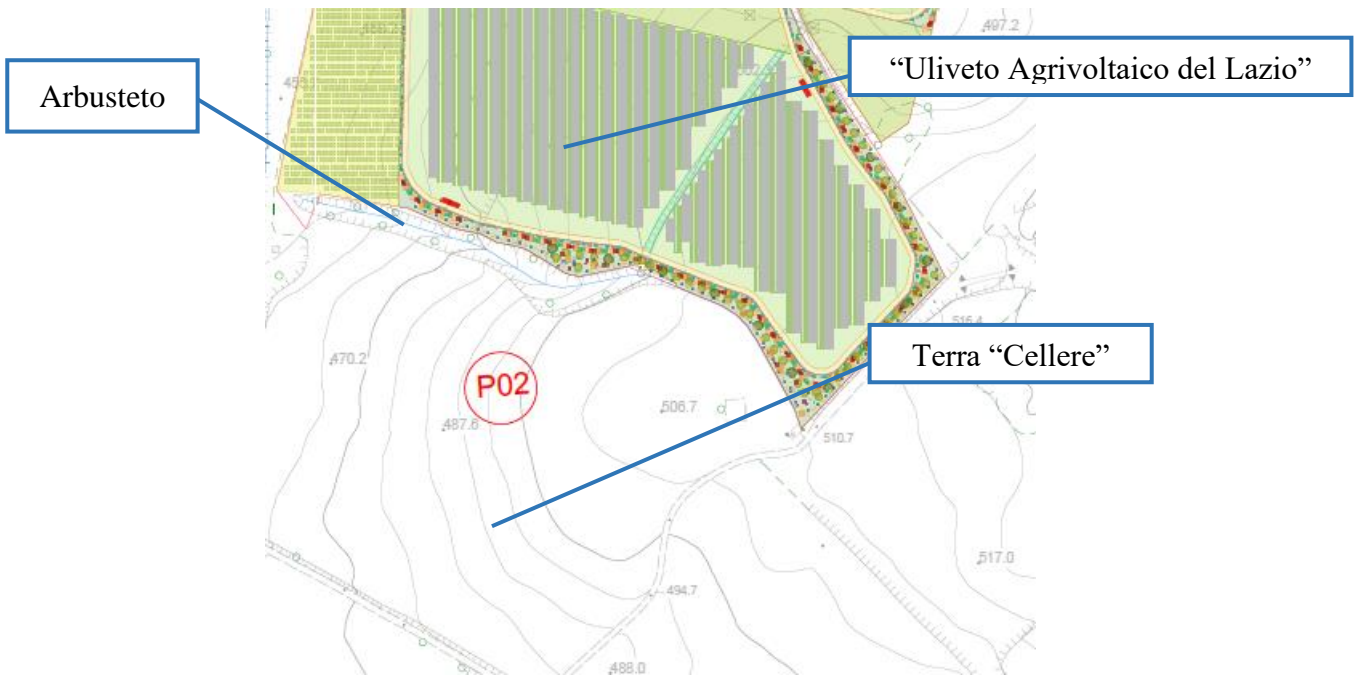 497.2
“Uliveto Agrivoltaico del Lazio”
Arbusteto
516.4
Terra “Cellere”
470.2
P02
506.7
487.6
510.7
517.0
494.7
488.0